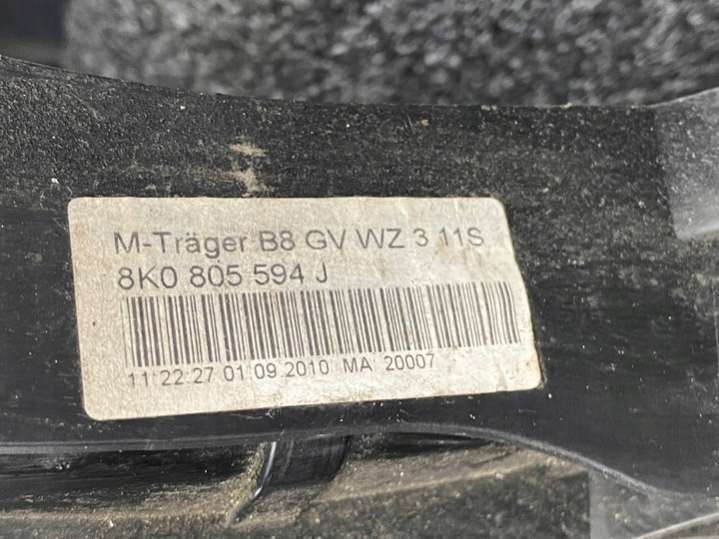 M-Träger B8 GV WZ 3 11S
8K0 805 594 J
11 22 27 01 09 2010 MA 20007